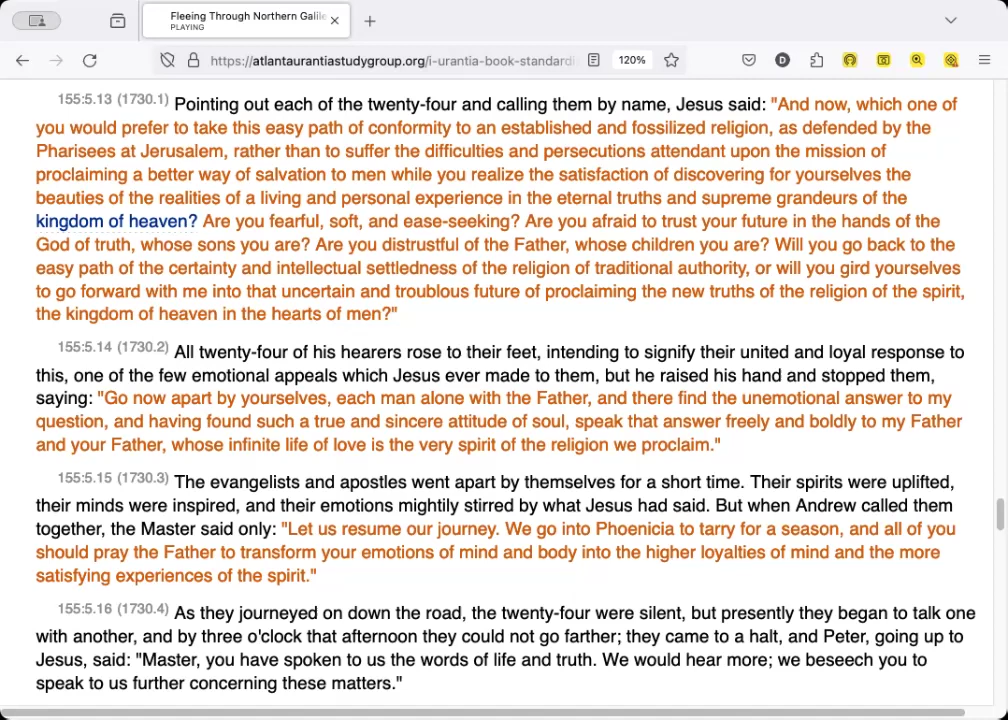 Fleeing Through Northern Galile
PLAYING
https://atlantaurantiastudygroup.org/i-urantia-book-standardi
120%
155:5.13 (1730.1) Pointing out each of the twenty-four and calling them by name, Jesus said: "And now, which one of
you would prefer to take this easy path of conformity to an established and fossilized religion, as defended by the
Pharisees at Jerusalem, rather than to suffer the difficulties and persecutions attendant upon the mission of
proclaiming a better way of salvation to men while you realize the satisfaction of discovering for yourselves the
beauties of the realities of a living and personal experience in the eternal truths and supreme grandeurs of the
kingdom of heaven? Are you fearful, soft, and ease-seeking? Are you afraid to trust your future in the hands of the
God of truth, whose sons you are? Are you distrustful of the Father, whose children you are? Will you go back to the
easy path of the certainty and intellectual settledness of the religion of traditional authority, or will you gird yourselves
to go forward with me into that uncertain and troublous future of proclaiming the new truths of the religion of the spirit,
the kingdom of heaven in the hearts of men?"
155:5.14 (1730.2) All twenty-four of his hearers rose to their feet, intending to signify their united and loyal response to
this, one of the few emotional appeals which Jesus ever made to them, but he raised his hand and stopped them,
saying: "Go now apart by yourselves, each man alone with the Father, and there find the unemotional answer to my
question, and having found such a true and sincere attitude of soul, speak that answer freely and boldly to my Father
and your Father, whose infinite life of love is the very spirit of the religion we proclaim."
155:5.15 (1730.3) The evangelists and apostles went apart by themselves for a short time. Their spirits were uplifted,
their minds were inspired, and their emotions mightily stirred by what Jesus had said. But when Andrew called them
together, the Master said only: "Let us resume our journey. We go into Phoenicia to tarry for a season, and all of you
should pray the Father to transform your emotions of mind and body into the higher loyalties of mind and the more
satisfying experiences of the spirit."
155:5.16 (1730.4) As they journeyed on down the road, the twenty-four were silent, but presently they began to talk one
with another, and by three o'clock that afternoon they could not go farther; they came to a halt, and Peter, going up to
Jesus, said: "Master, you have spoken to us the words of life and truth. We would hear more; we beseech you to
speak to us further concerning these matters."